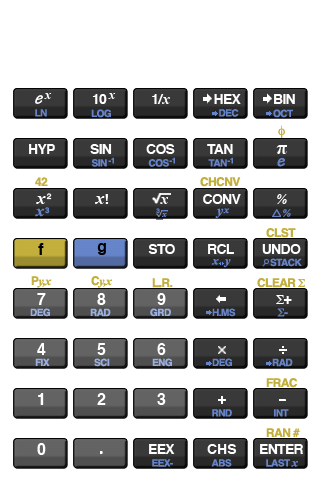 eˣ 10ˣ 1/x ➔HEX ➔BIN
LN LOG ➔DEC ➔OCT
ϕ
HYP SIN COS TAN π
SIN⁻¹ COS⁻¹ TAN⁻¹ e
42 CHCNV
x² x! √x CONV %
x³ ∛x yˣ Δ%
CLST
f g STO RCL UNDO
x↔y STACK
Py,x Cy,x L.R. CLEAR Σ
7 8 9 ← Σ+
DEG RAD GRD ➔H.MS Σ-
4 5 6 × ÷
FIX SCI ENG ➔DEG ➔RAD
FRAC
1 2 3 + −
RND INT
RAN #
0 . EEX CHS ENTER
EEX- ABS LAST x